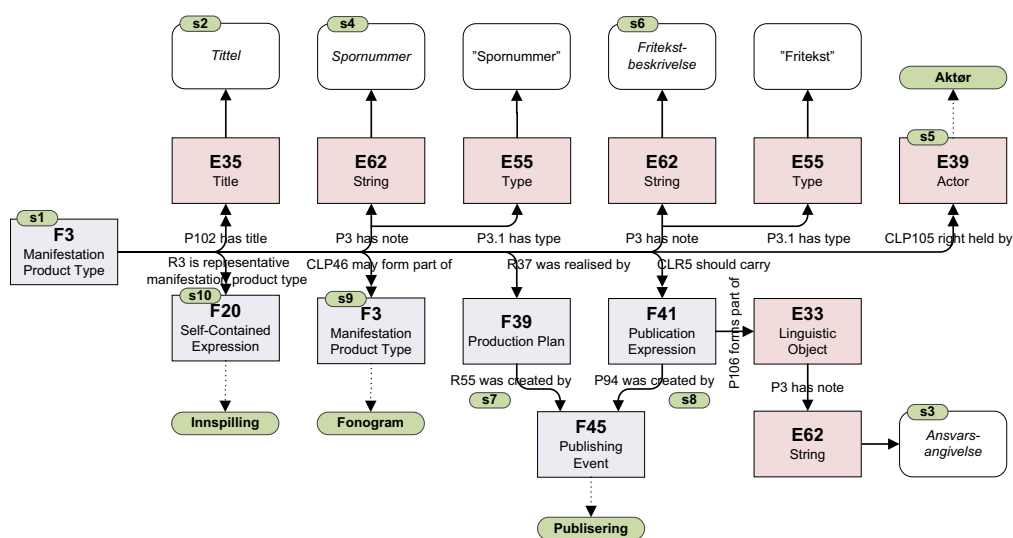 s2
Tittel
s4
Spornummer
"Spornummer"
s6
Fritekst-
beskrivelse
"Fritekst"
Aktør
E35
Title
E62
String
E55
Type
E62
String
E55
Type
s5
E39
Actor
s1
F3
Manifestation
Product Type
P102 has title
P3 has note
P3.1 has type
P3 has note
P3.1 has type
CLP105 right held by
R3 is representative
manifestation product type
CLP46 may form part of
R37 was realised by
CLR5 should carry
s10
F20
Self-Contained
Expression
s9
F3
Manifestation
Product Type
F39
Production Plan
F41
Publication
Expression
P106 forms part of
E33
Linguistic
Object
R55 was created by
P94 was created by
P3 has note
s7
s8
Innspilling
Fonogram
F45
Publishing
Event
E62
String
s3
Ansvars-
angivelse
Publisering